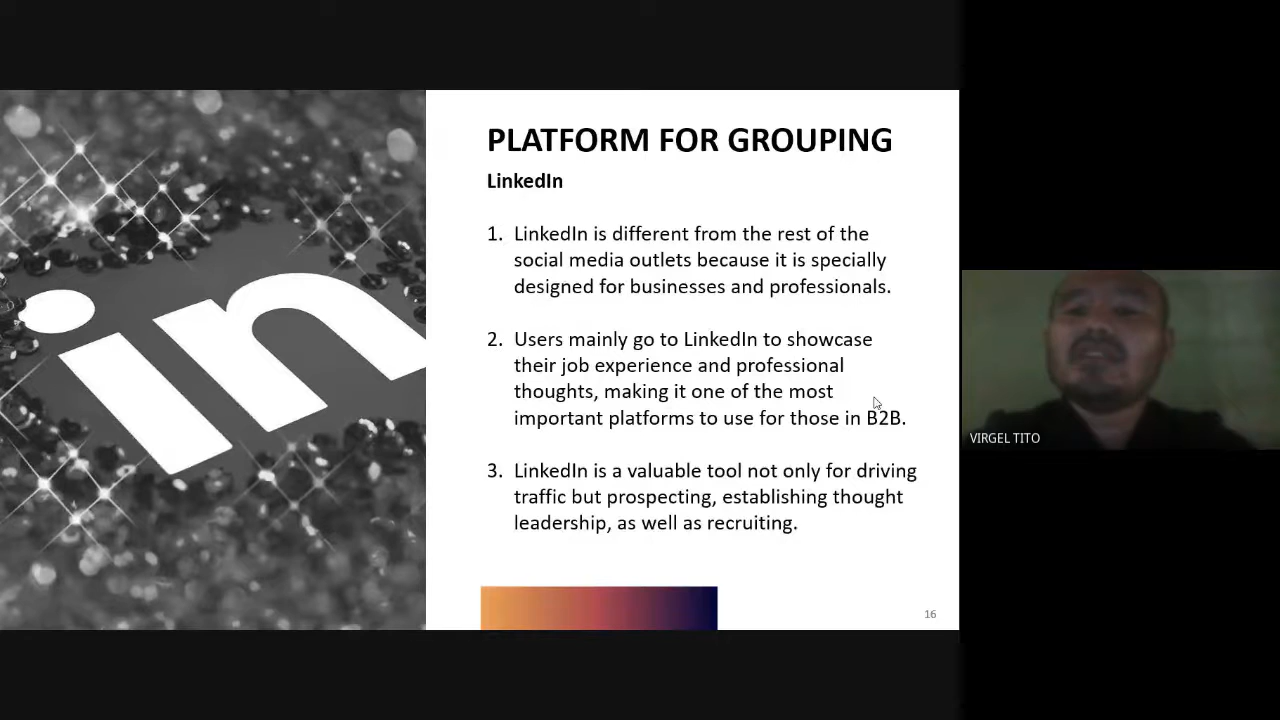 in
PLATFORM FOR GROUPING
LinkedIn
1. LinkedIn is different from the rest of the
social media outlets because it is specially
designed for businesses and professionals.
2. Users mainly go to LinkedIn to showcase
their job experience and professional
thoughts, making it one of the most
important platforms to use for those in B2B.
3. LinkedIn is a valuable tool not only for driving
traffic but prospecting, establishing thought
leadership, as well as recruiting.
16
VIRGEL TITO